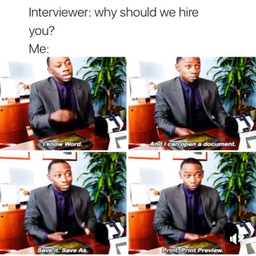 Interviewer: why should we hire
you?
Me:
I know Word.
And I can open a document.
Save it. Save As.
Print. Print Preview.